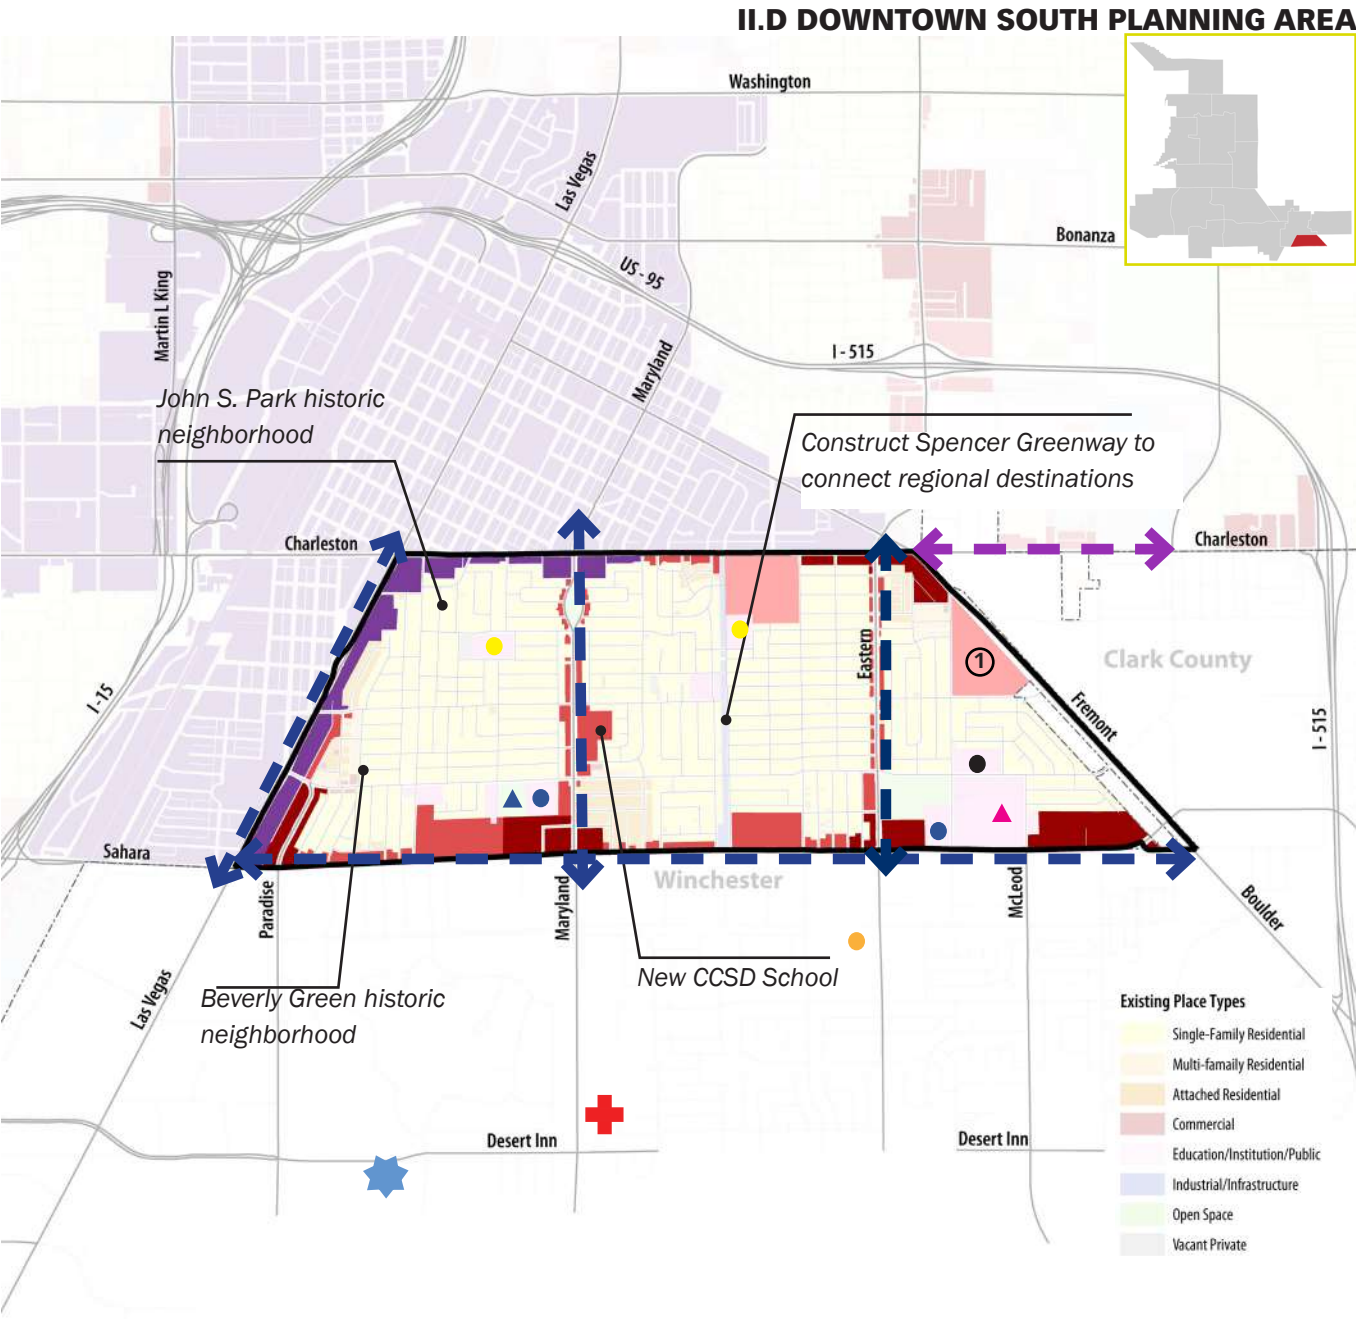 II.D DOWNTOWN SOUTH PLANNING AREA
Washington
Las Vegas
Bonanza
US - 95
Martin L King
I - 515
Maryland
John S. Park historic
neighborhood
Construct Spencer Greenway to
connect regional destinations
Charleston
Charleston
Eastern
1
Clark County
I - 15
Fremont
I - 515
Sahara
Winchester
Paradise
Maryland
McLeod
Boulder
New CCSD School
Las Vegas
Beverly Green historic
neighborhood
Desert Inn
Desert Inn
Existing Place Types
Single-Family Residential
Multi-famaily Residential
Attached Residential
Commercial
Education/Institution/Public
Industrial/Infrastructure
Open Space
Vacant Private